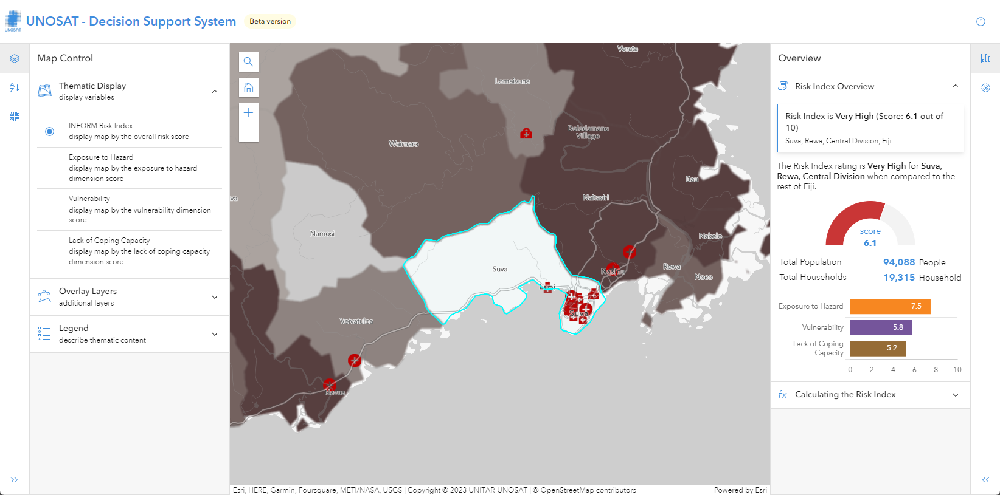 UNOSAT
UNOSAT - Decision Support System
Beta version
Map Control
Thematic Display
display variables
INFORM Risk Index
display map by the overall risk score
Exposure to Hazard
display map by the exposure to hazard
dimension score
Vulnerability
display map by the vulnerability dimension
score
Lack of Coping Capacity
display map by the lack of coping capacity
dimension score
Overlay Layers
additional layers
Legend
describe thematic content
Verata
Lomaivuna
Deladamanu
Village
Waimaro
Bau
va
Naitasiri
Namosi
Nakelo
Suva
Nasinu
Rewa
Noco
Lami
Suva
Veivatuloa
Navua
Esri, HERE, Garmin, Foursquare, METI/NASA, USGS | Copyright © 2023 UNITAR-UNOSAT | © OpenStreetMap contributors
Powered by Esri
Overview
Risk Index Overview
Risk Index is Very High (Score: 6.1 out of
10)
Suva, Rewa, Central Division, Fiji
The Risk Index rating is Very High for Suva,
Rewa, Central Division when compared to the
rest of Fiji.
score
6.1
Total Population 94,088 People
Total Households 19,315 Household
Exposure to Hazard 7.5
Vulnerability 5.8
Lack of Coping
Capacity 5.2
0 2 4 6 8 10
fx Calculating the Risk Index